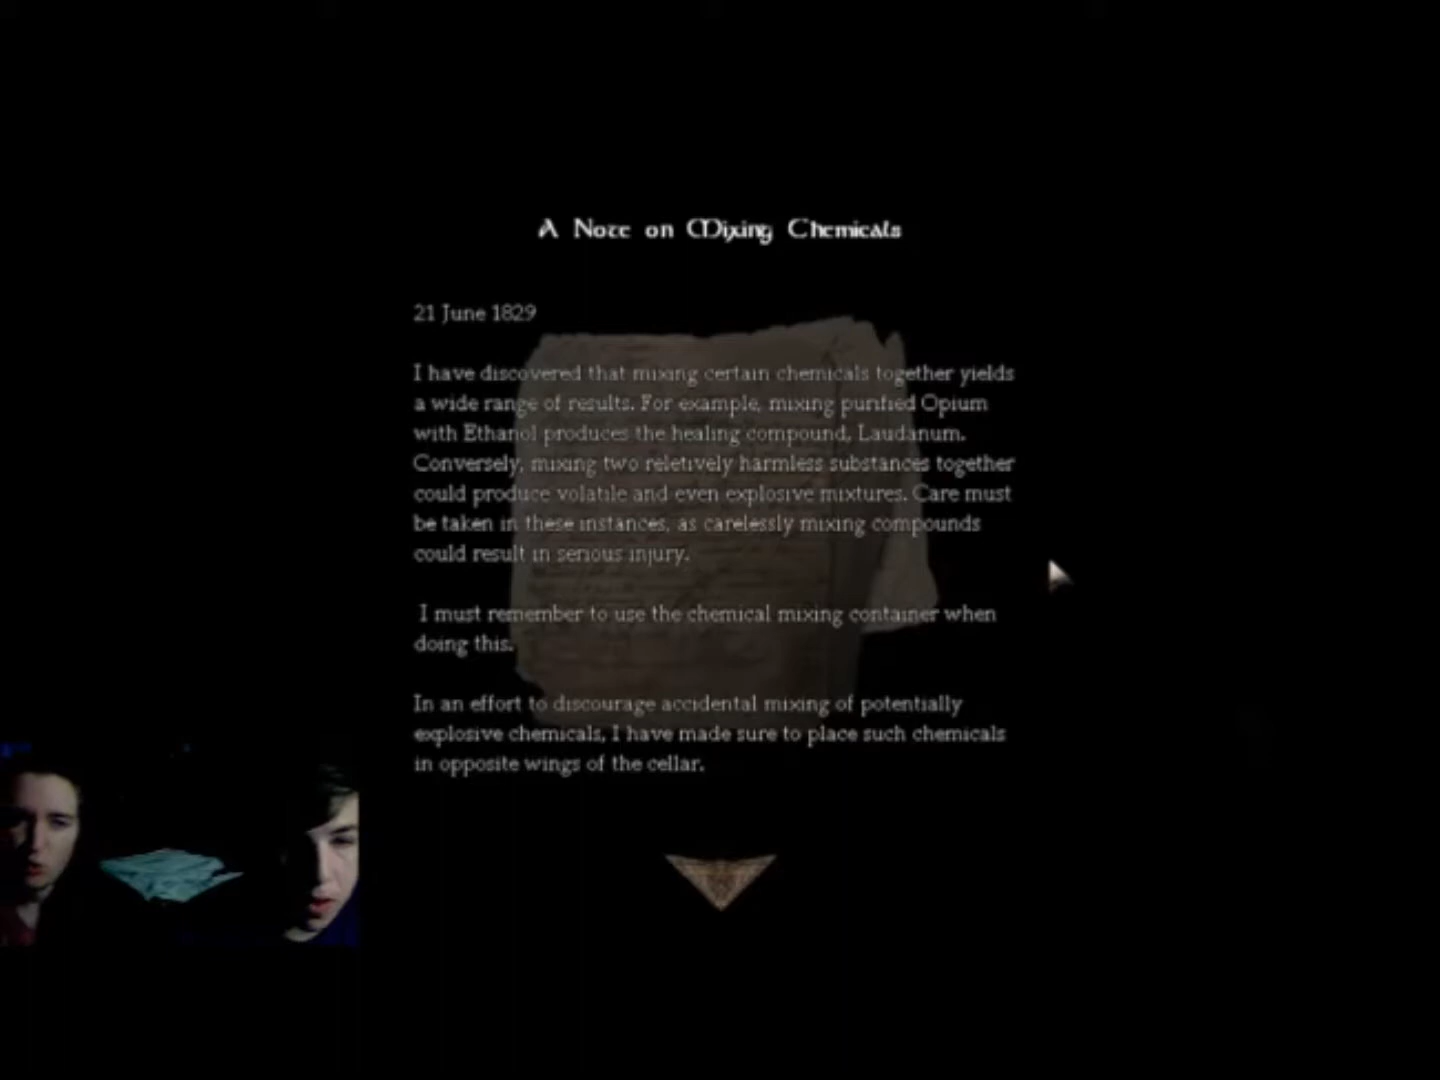 A Note on Mixing Chemicals
21 June 1829
I have discovered that mixing certain chemicals together yields
a wide range of results. For example, mixing purified Opium
with Ethanol produces the healing compound, Laudanum.
Conversely, mixing two reletively harmless substances together
could produce volatile and even explosive mixtures. Care must
be taken in these instances, as carelessly mixing compounds
could result in serious injury.
I must remember to use the chemical mixing container when
doing this.
In an effort to discourage accidental mixing of potentially
explosive chemicals, I have made sure to place such chemicals
in opposite wings of the cellar.